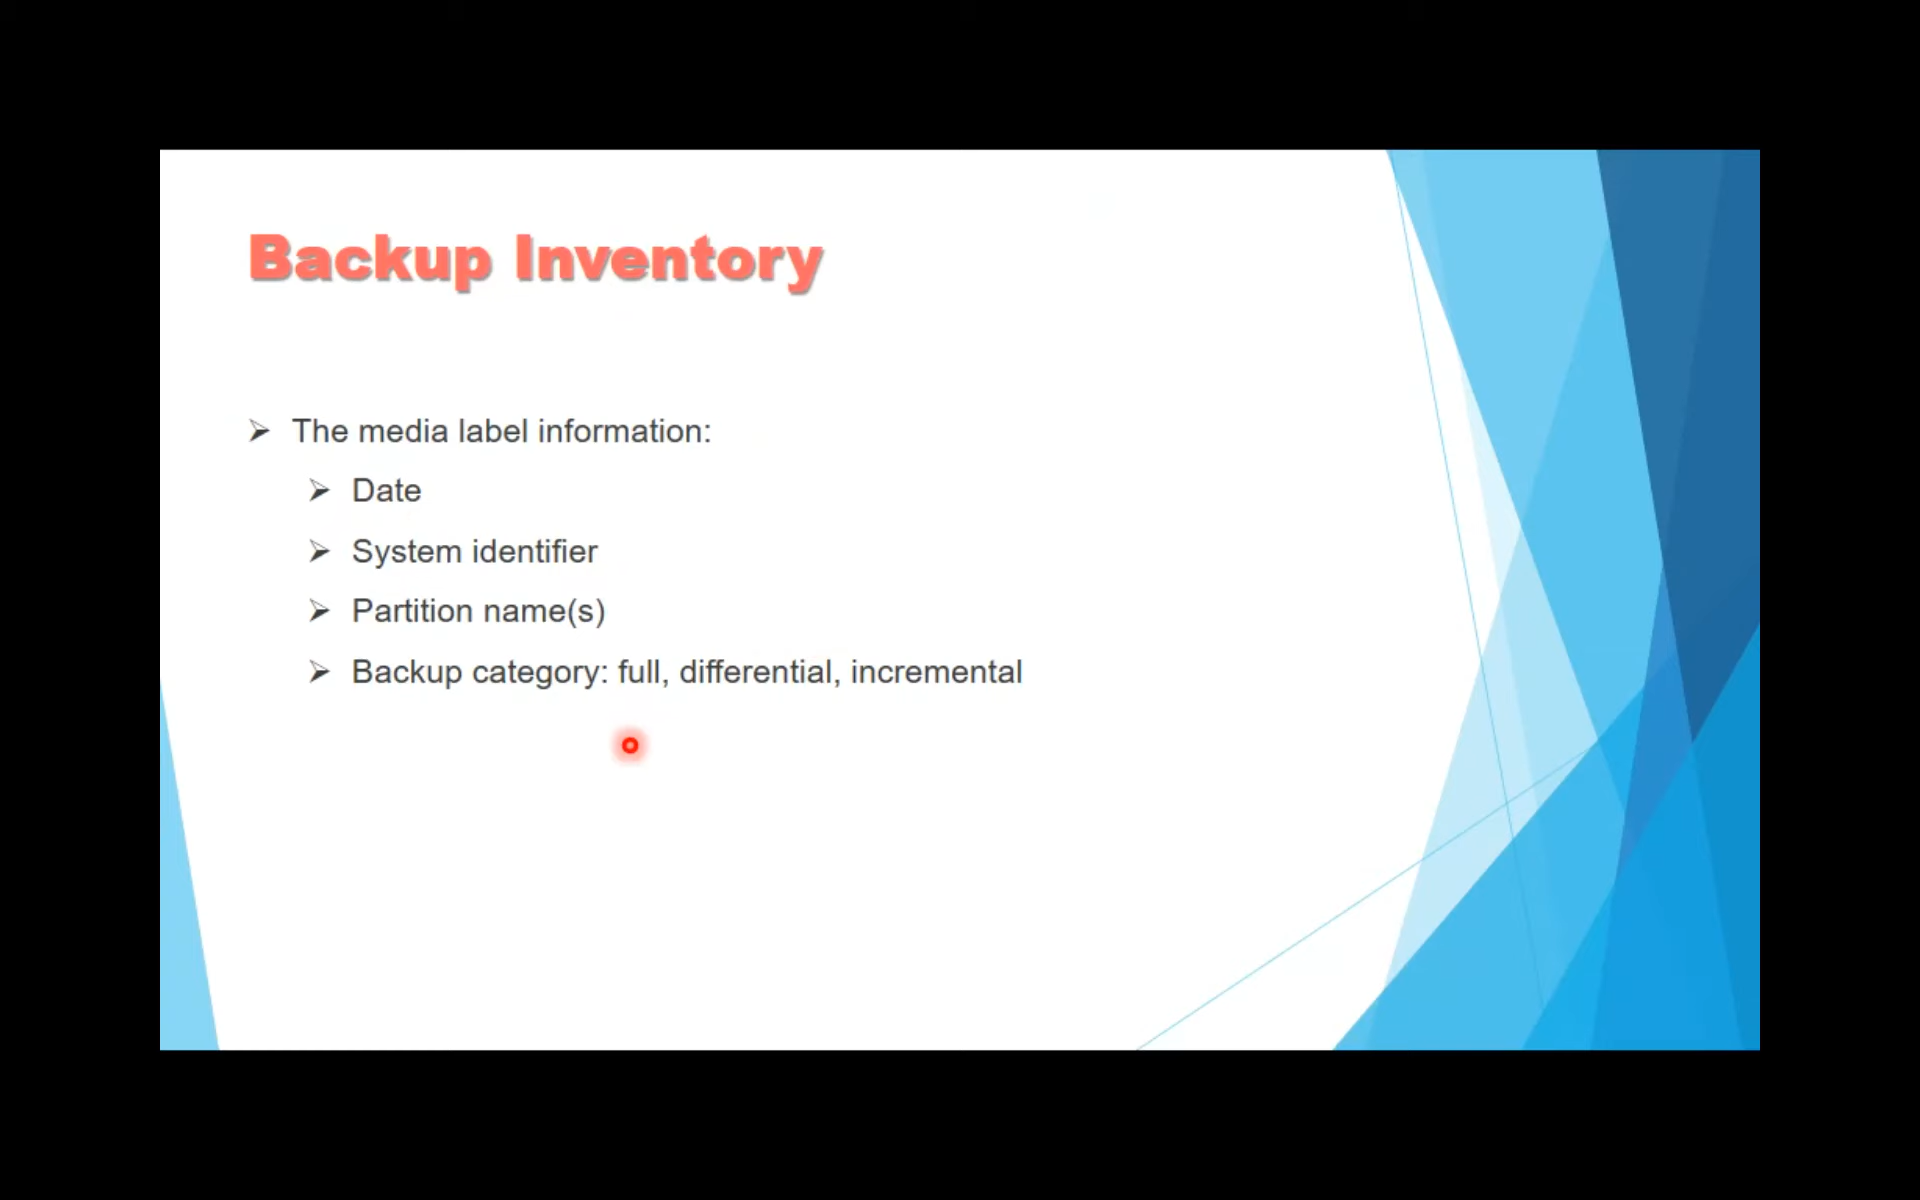 Backup Inventory
The media label information:
Date
System identifier
Partition name(s)
Backup category: full, differential, incremental